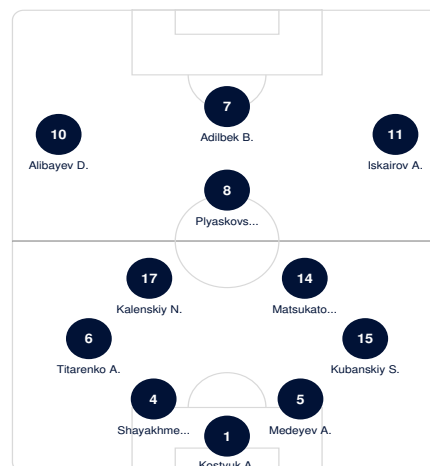 7
Adilbek B.
10
Alibayev D.
11
Iskairov A.
8
Plyaskovs...
17
Kalenskiy N.
14
Matsukato...
6
Titarenko A.
15
Kubanskiy S.
4
Shayakhme...
5
Medeyev A.
1
Kostyuk A.